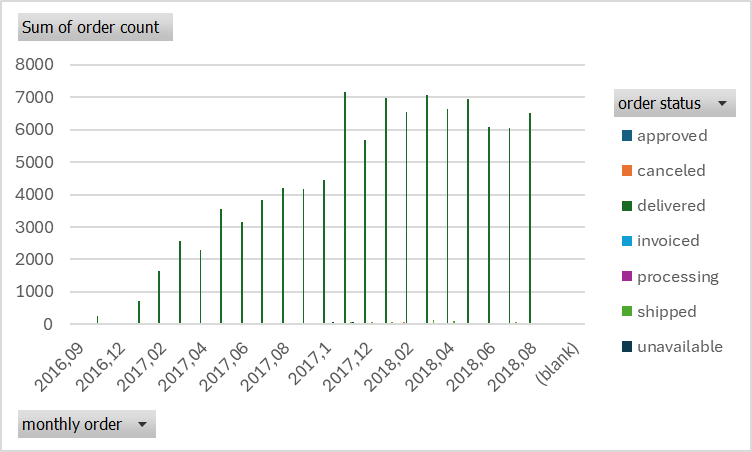 Sum of order count
8000
7000
6000
5000
4000
3000
2000
1000
0
2016,09
2016,12
2017,02
2017,04
2017,06
2017,08
2017,1
2017,12
2018,02
2018,04
2018,06
2018,08
(blank)
order status
approved
canceled
delivered
invoiced
processing
shipped
unavailable
monthly order